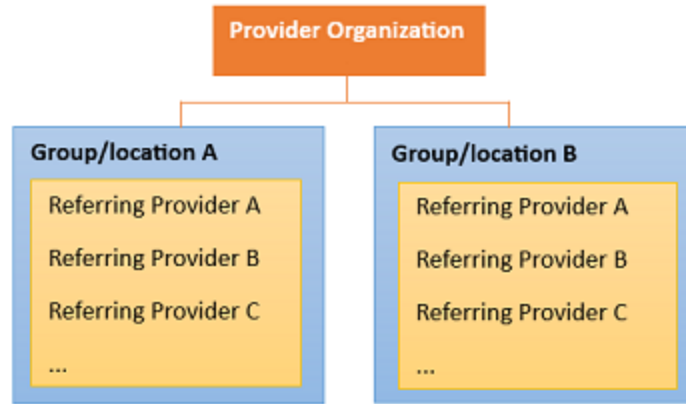 Provider Organization
Group/location A
Referring Provider A
Referring Provider B
Referring Provider C
...
Group/location B
Referring Provider A
Referring Provider B
Referring Provider C
...